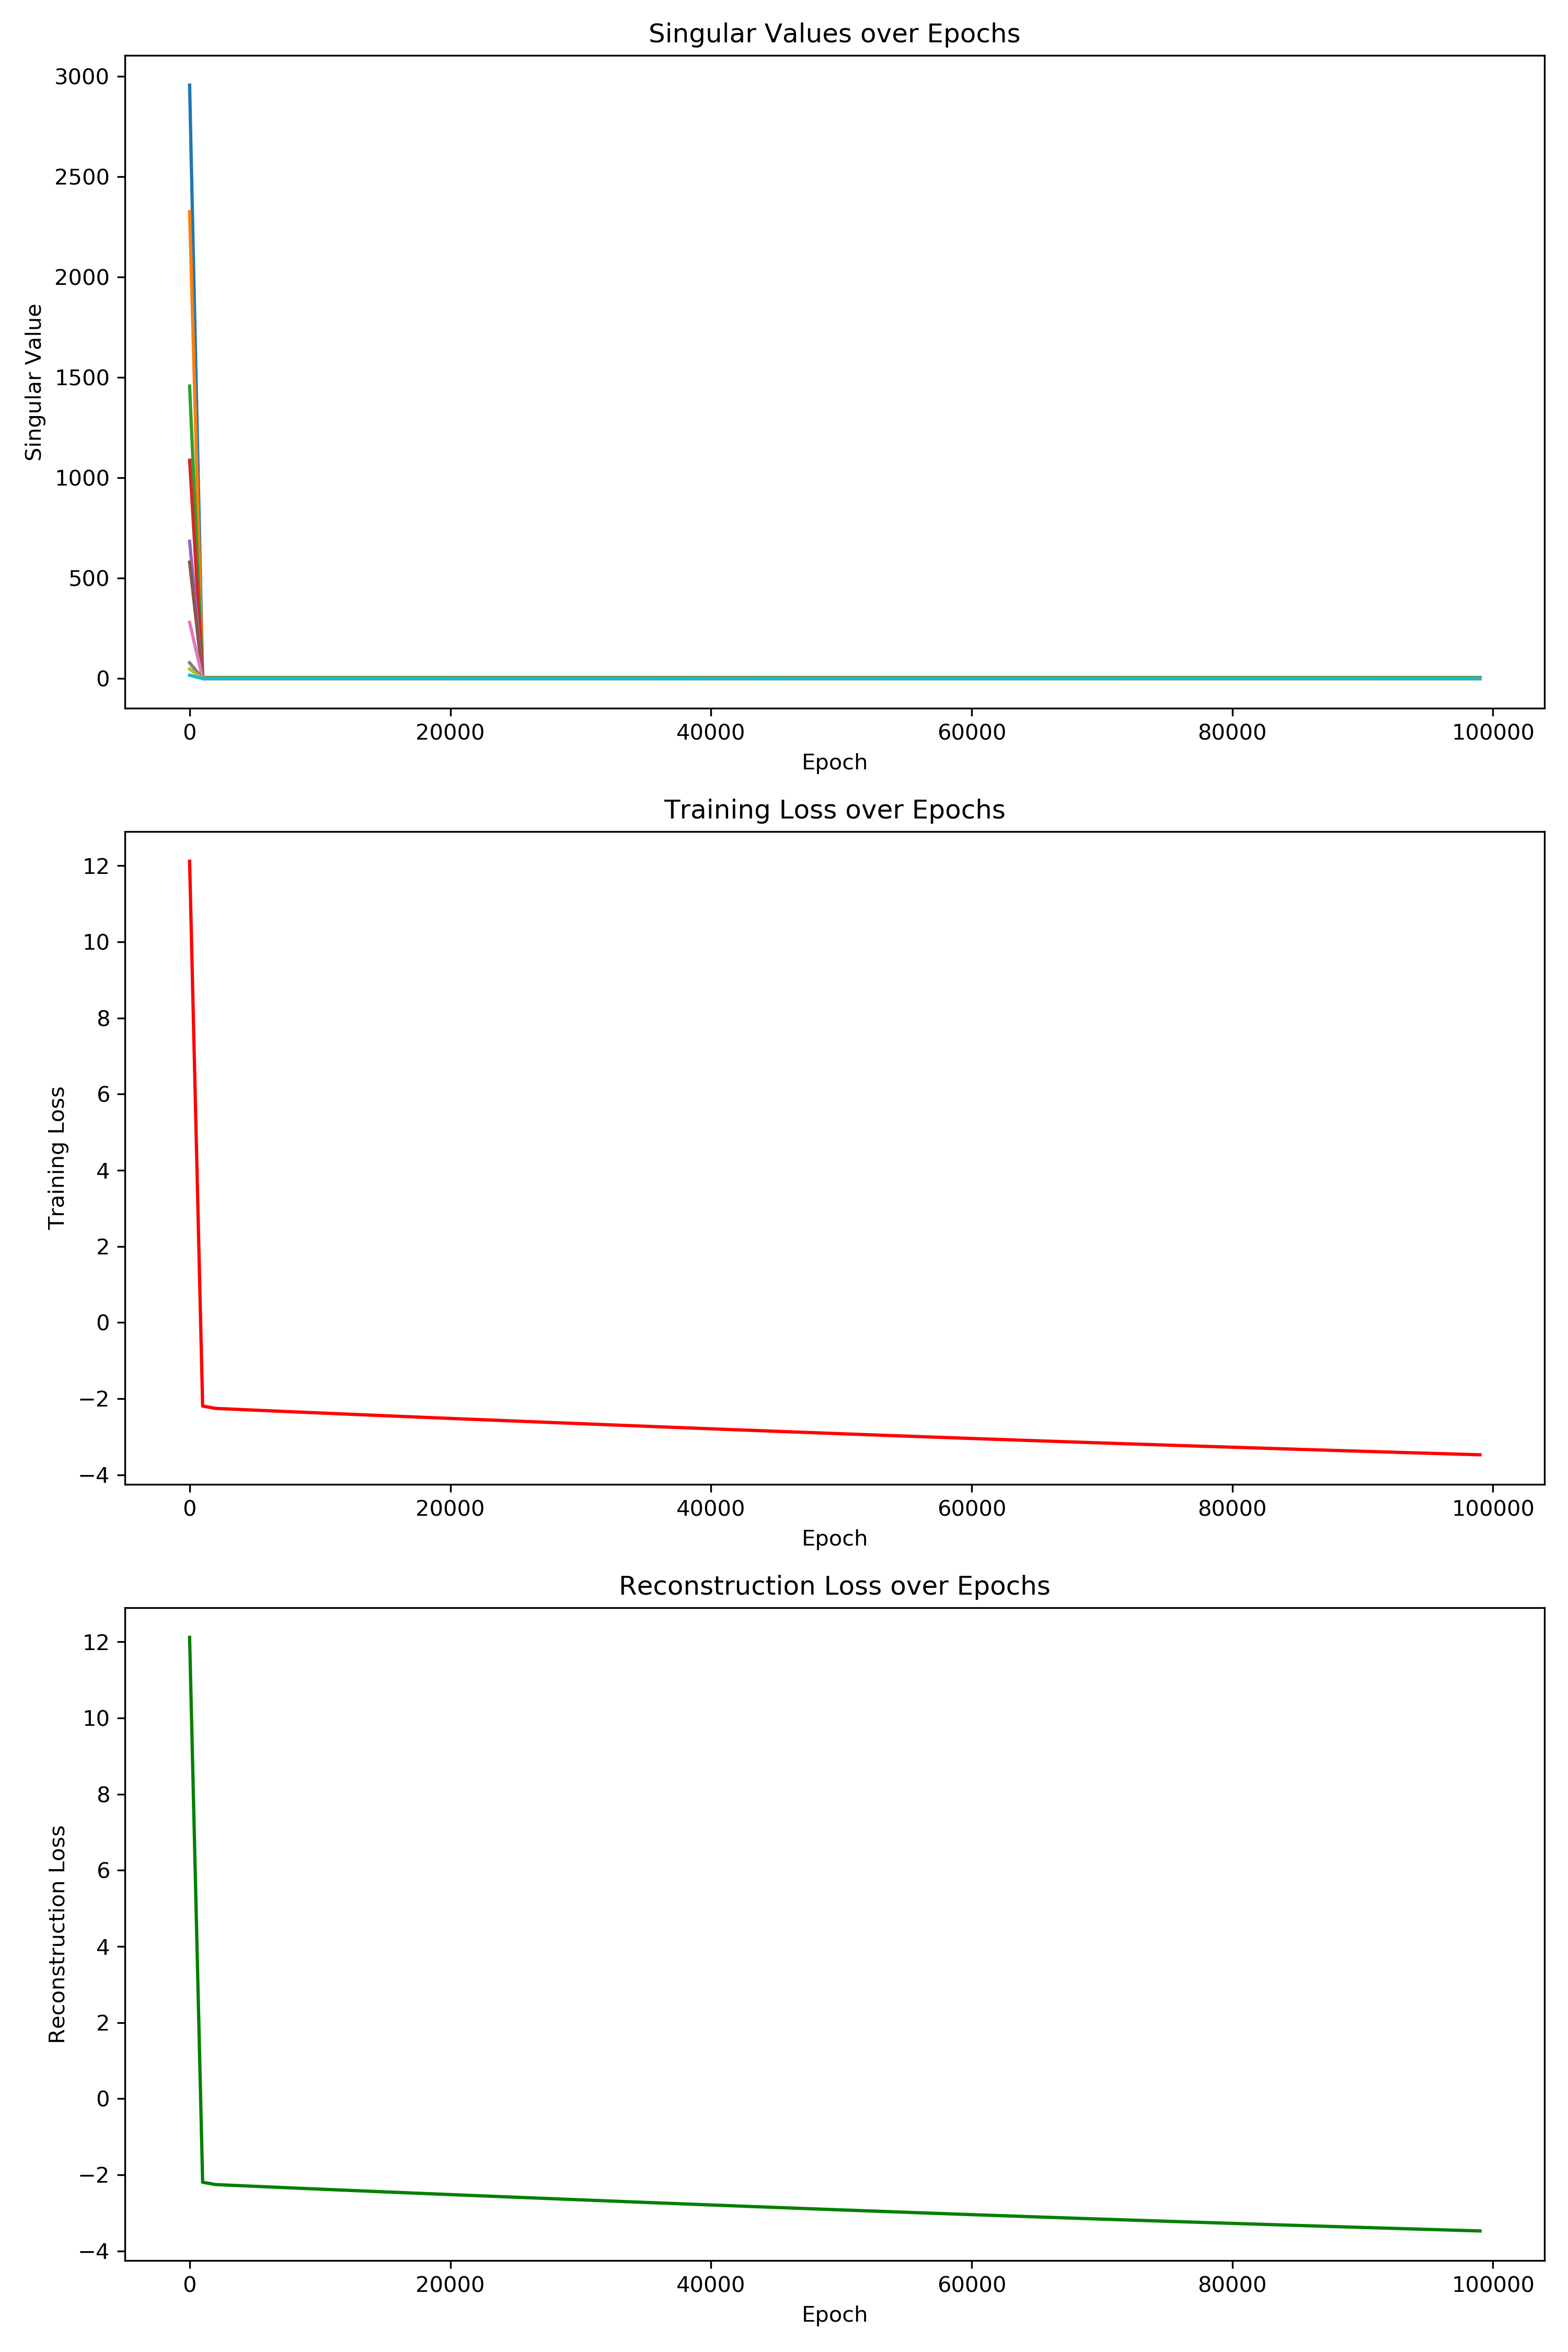 Singular Values over Epochs
3000
2500
2000
1500
1000
500
0
Singular Value
0 20000 40000 60000 80000 100000
Epoch
Training Loss over Epochs
12
10
8
6
4
2
0
−2
−4
Training Loss
0 20000 40000 60000 80000 100000
Epoch
Reconstruction Loss over Epochs
12
10
8
6
4
2
0
−2
−4
Reconstruction Loss
0 20000 40000 60000 80000 100000
Epoch